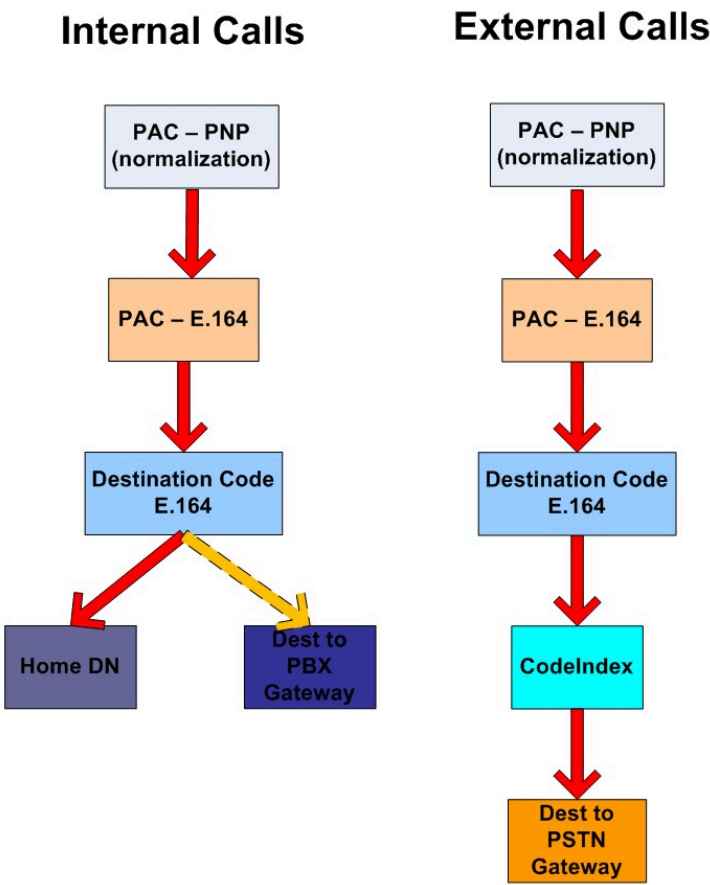 Internal Calls
PAC – PNP
(normalization)
PAC – E.164
Destination Code
E.164
Home DN
Dest to
PBX
Gateway
External Calls
PAC – PNP
(normalization)
PAC – E.164
Destination Code
E.164
CodeIndex
Dest to
PSTN
Gateway